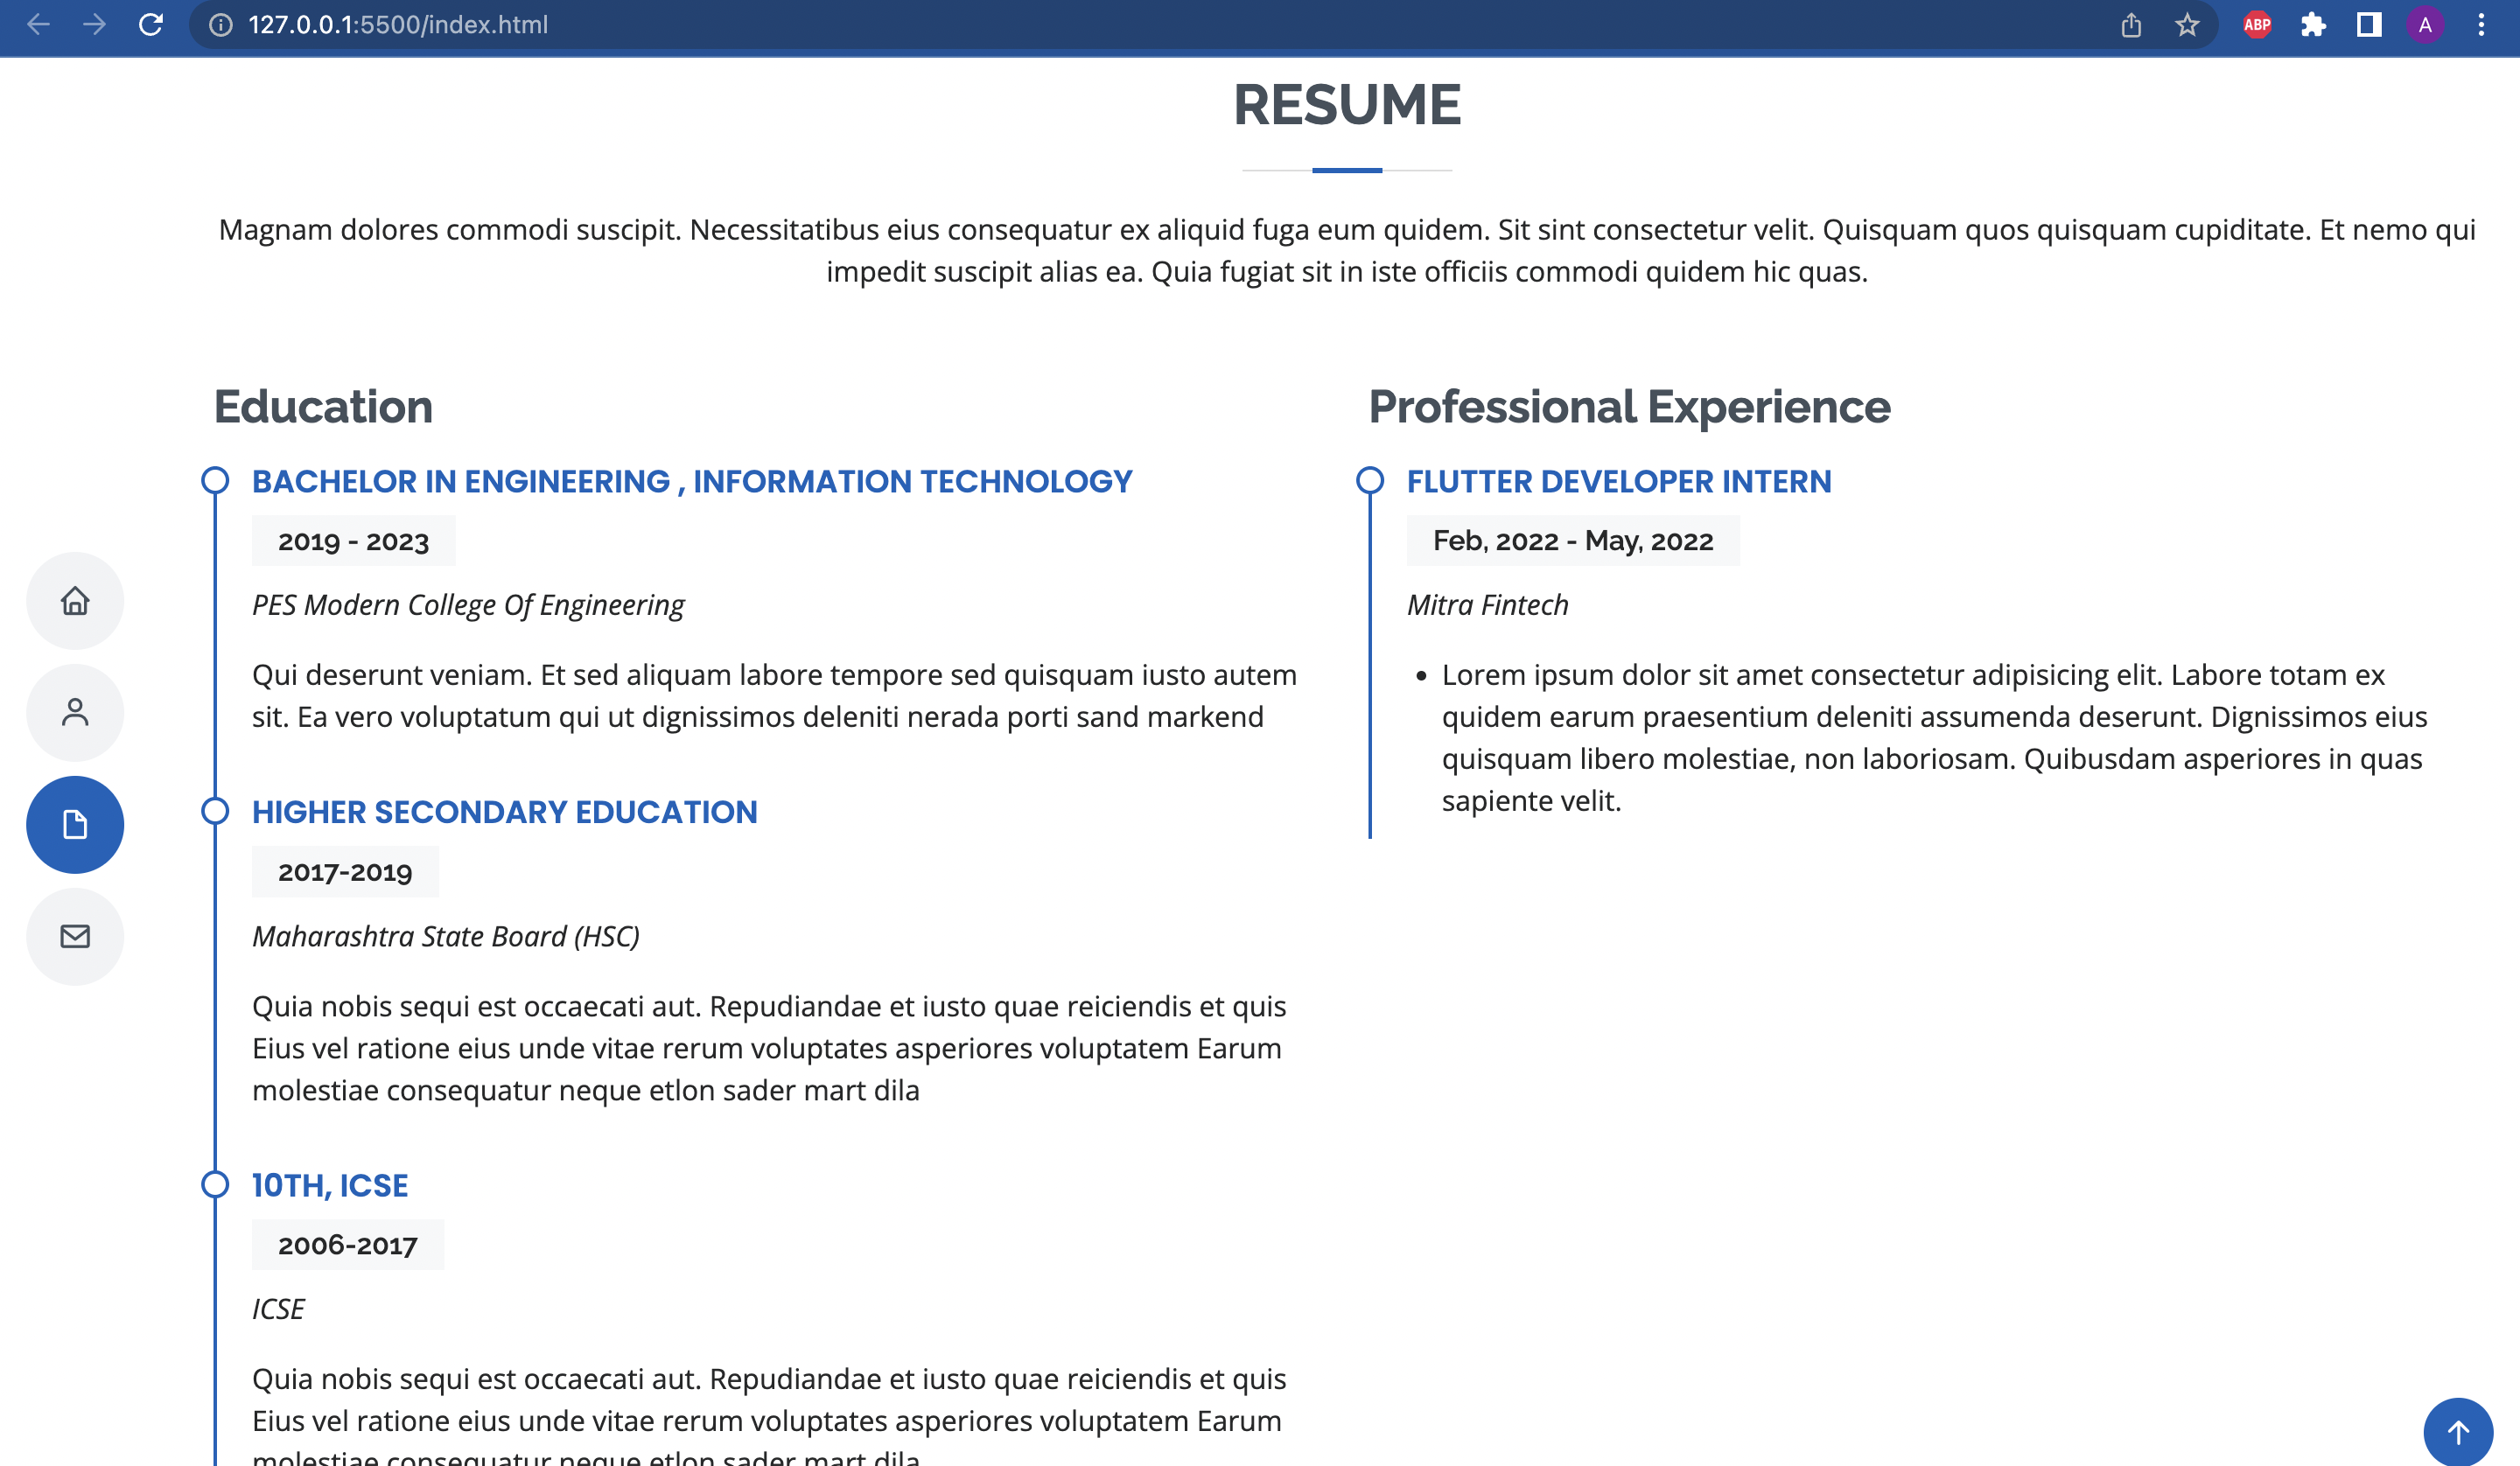 127.0.0.1:5500/index.html
ABP
A
RESUME
Magnam dolores commodi suscipit. Necessitatibus eius consequatur ex aliquid fuga eum quidem. Sit sint consectetur velit. Quisquam quos quisquam cupiditate. Et nemo qui
impedit suscipit alias ea. Quia fugiat sit in iste officiis commodi quidem hic quas.
Education
BACHELOR IN ENGINEERING , INFORMATION TECHNOLOGY
2019 - 2023
PES Modern College Of Engineering
Qui deserunt veniam. Et sed aliquam labore tempore sed quisquam iusto autem
sit. Ea vero voluptatum qui ut dignissimos deleniti nerada porti sand markend
HIGHER SECONDARY EDUCATION
2017-2019
Maharashtra State Board (HSC)
Quia nobis sequi est occaecati aut. Repudiandae et iusto quae reiciendis et quis
Eius vel ratione eius unde vitae rerum voluptates asperiores voluptatem Earum
molestiae consequatur neque etlon sader mart dila
10TH, ICSE
2006-2017
ICSE
Quia nobis sequi est occaecati aut. Repudiandae et iusto quae reiciendis et quis
Eius vel ratione eius unde vitae rerum voluptates asperiores voluptatem Earum
molestiae consequatur neque etlon sader mart dila
Professional Experience
FLUTTER DEVELOPER INTERN
Feb, 2022 - May, 2022
Mitra Fintech
• Lorem ipsum dolor sit amet consectetur adipisicing elit. Labore totam ex
quidem earum praesentium deleniti assumenda deserunt. Dignissimos eius
quisquam libero molestiae, non laboriosam. Quibusdam asperiores in quas
sapiente velit.